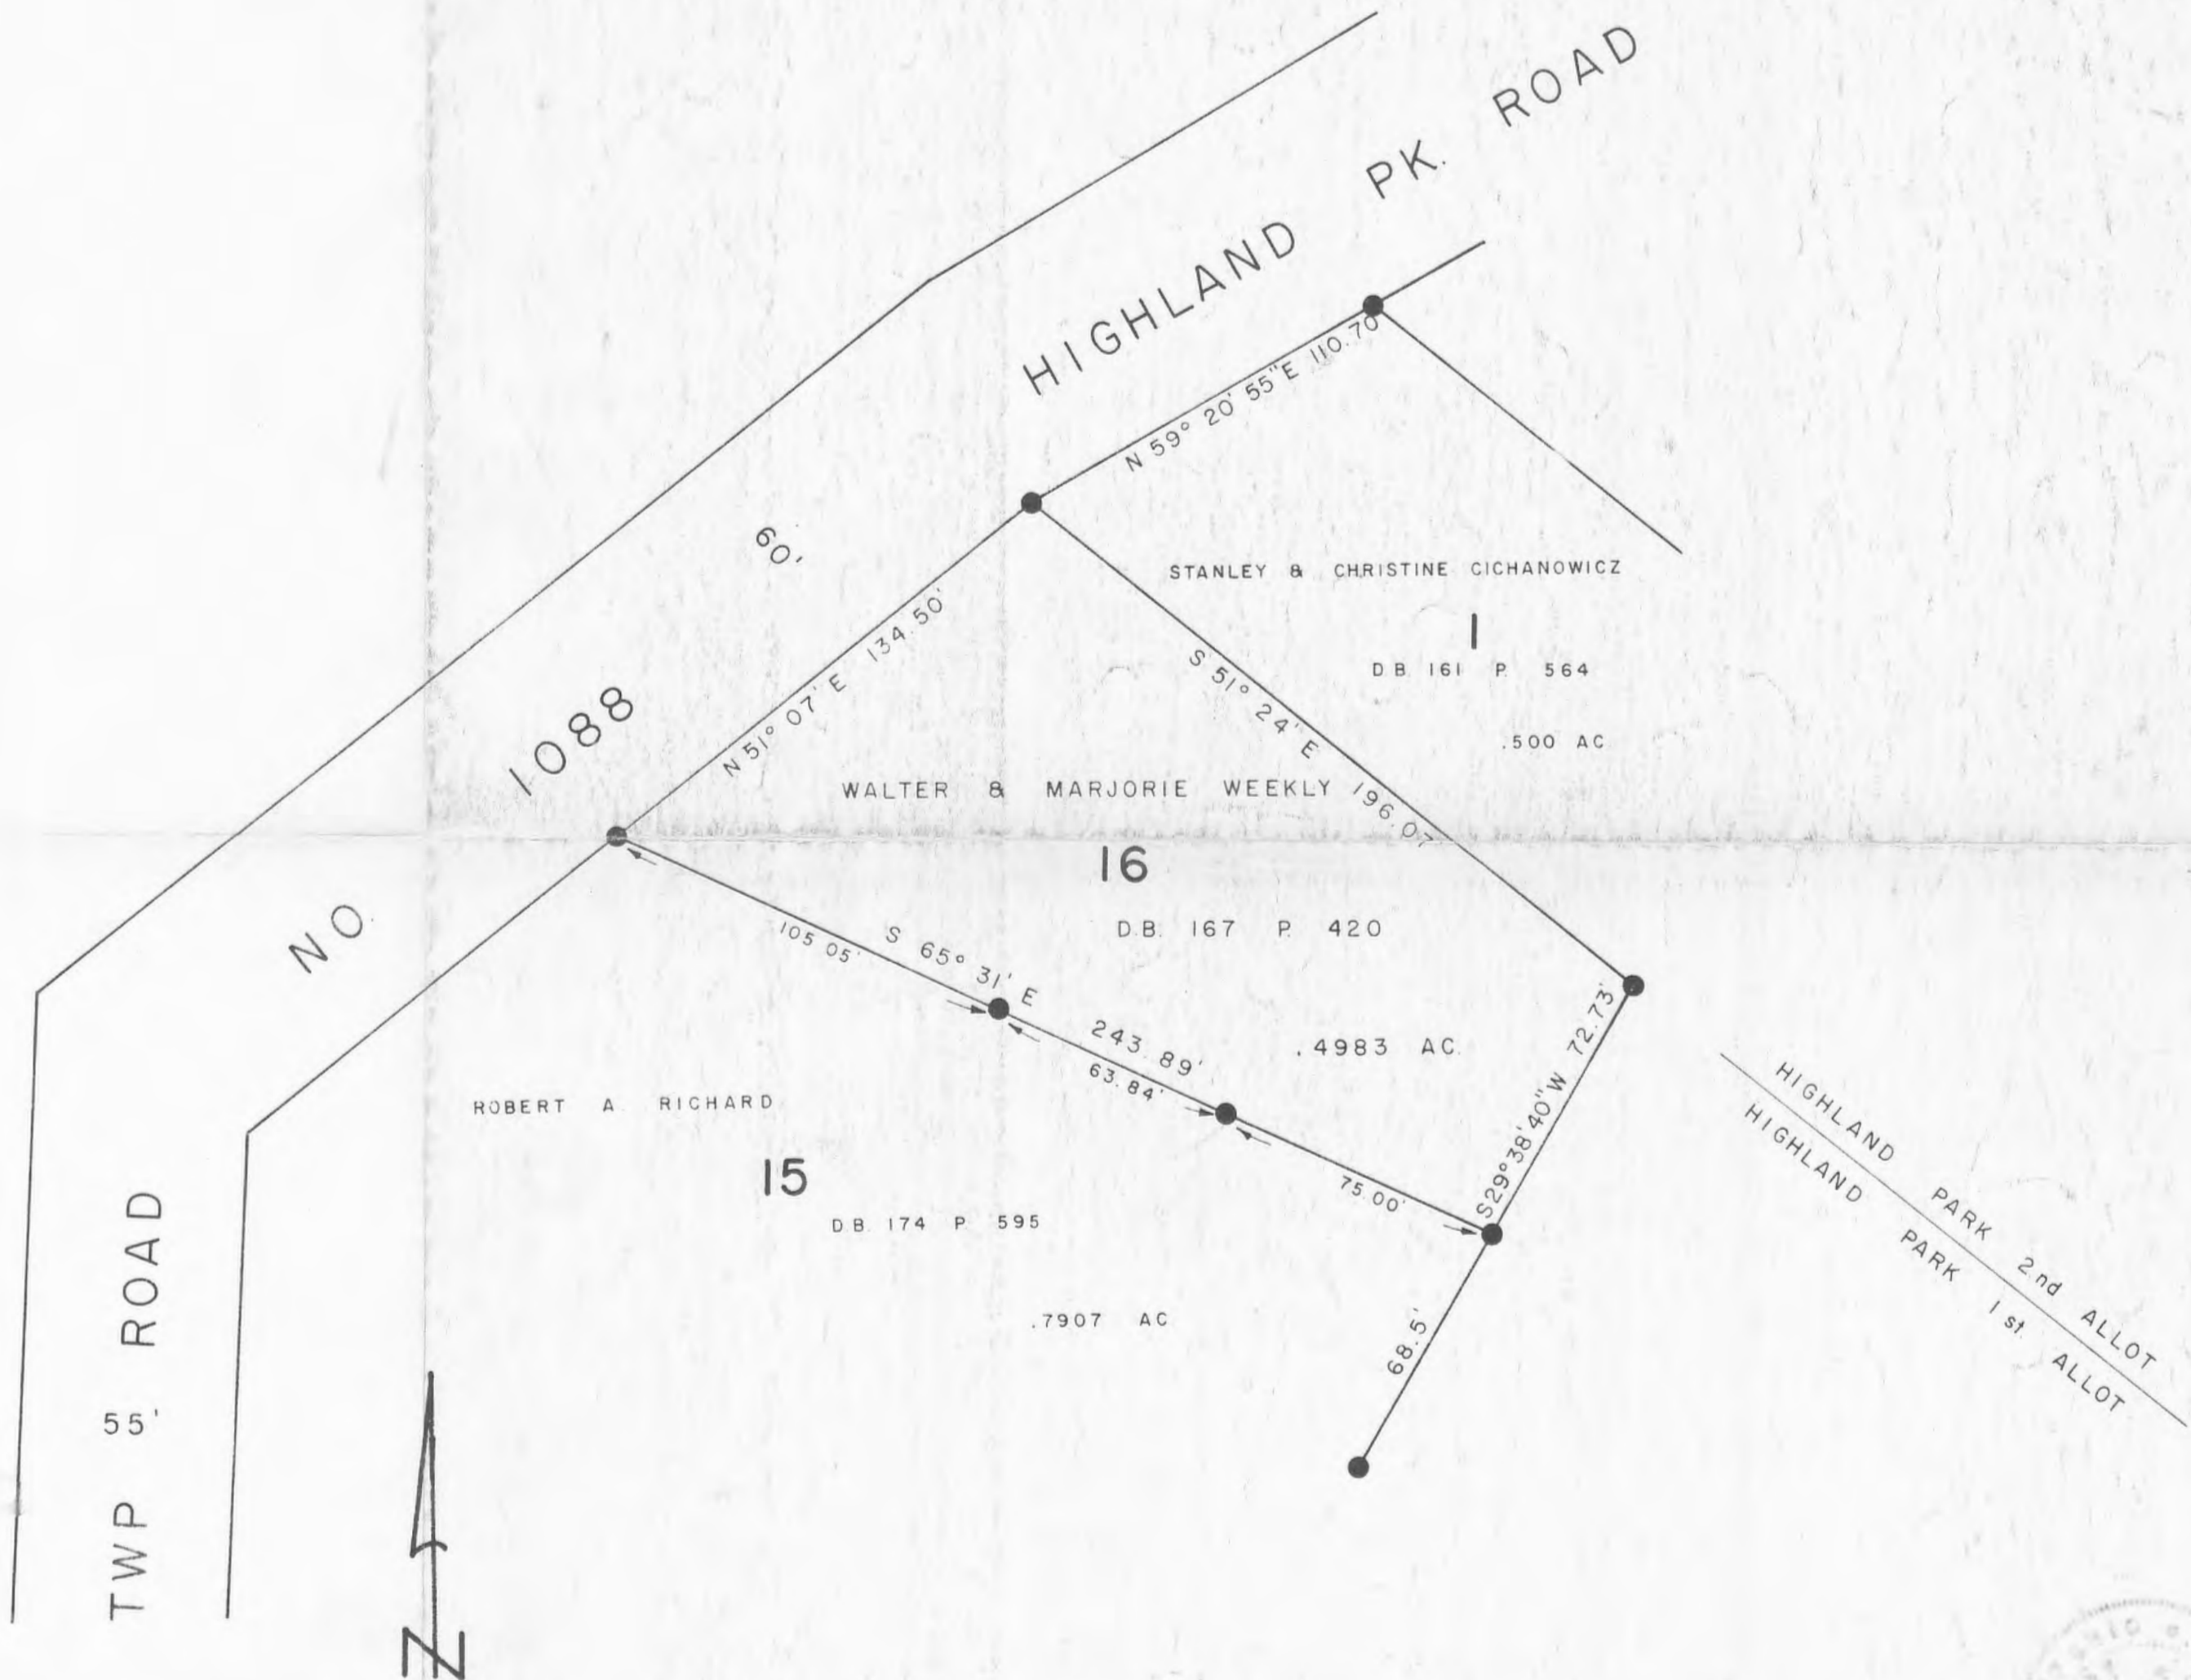 HIGHLAND PK. ROAD
N 59° 20' 55"E 110.70'
60'
STANLEY & CHRISTINE CICHANOWICZ
1
D.B. 161 P. 564
.500 AC.
N 51° 07' E 134.50'
S 51° 24' E 196.07'
NO. 1088
WALTER & MARJORIE WEEKLY
16
D.B. 167 P. 420
.4983 AC.
S 65° 31' E 243.89'
105.05'
63.84'
75.00'
S29°38'40"W 72.73'
ROBERT A. RICHARD
15
D.B. 174 P. 595
.7907 AC
68.5'
HIGHLAND PARK 2nd ALLOT
HIGHLAND PARK 1st. ALLOT
TWP 55' ROAD
N